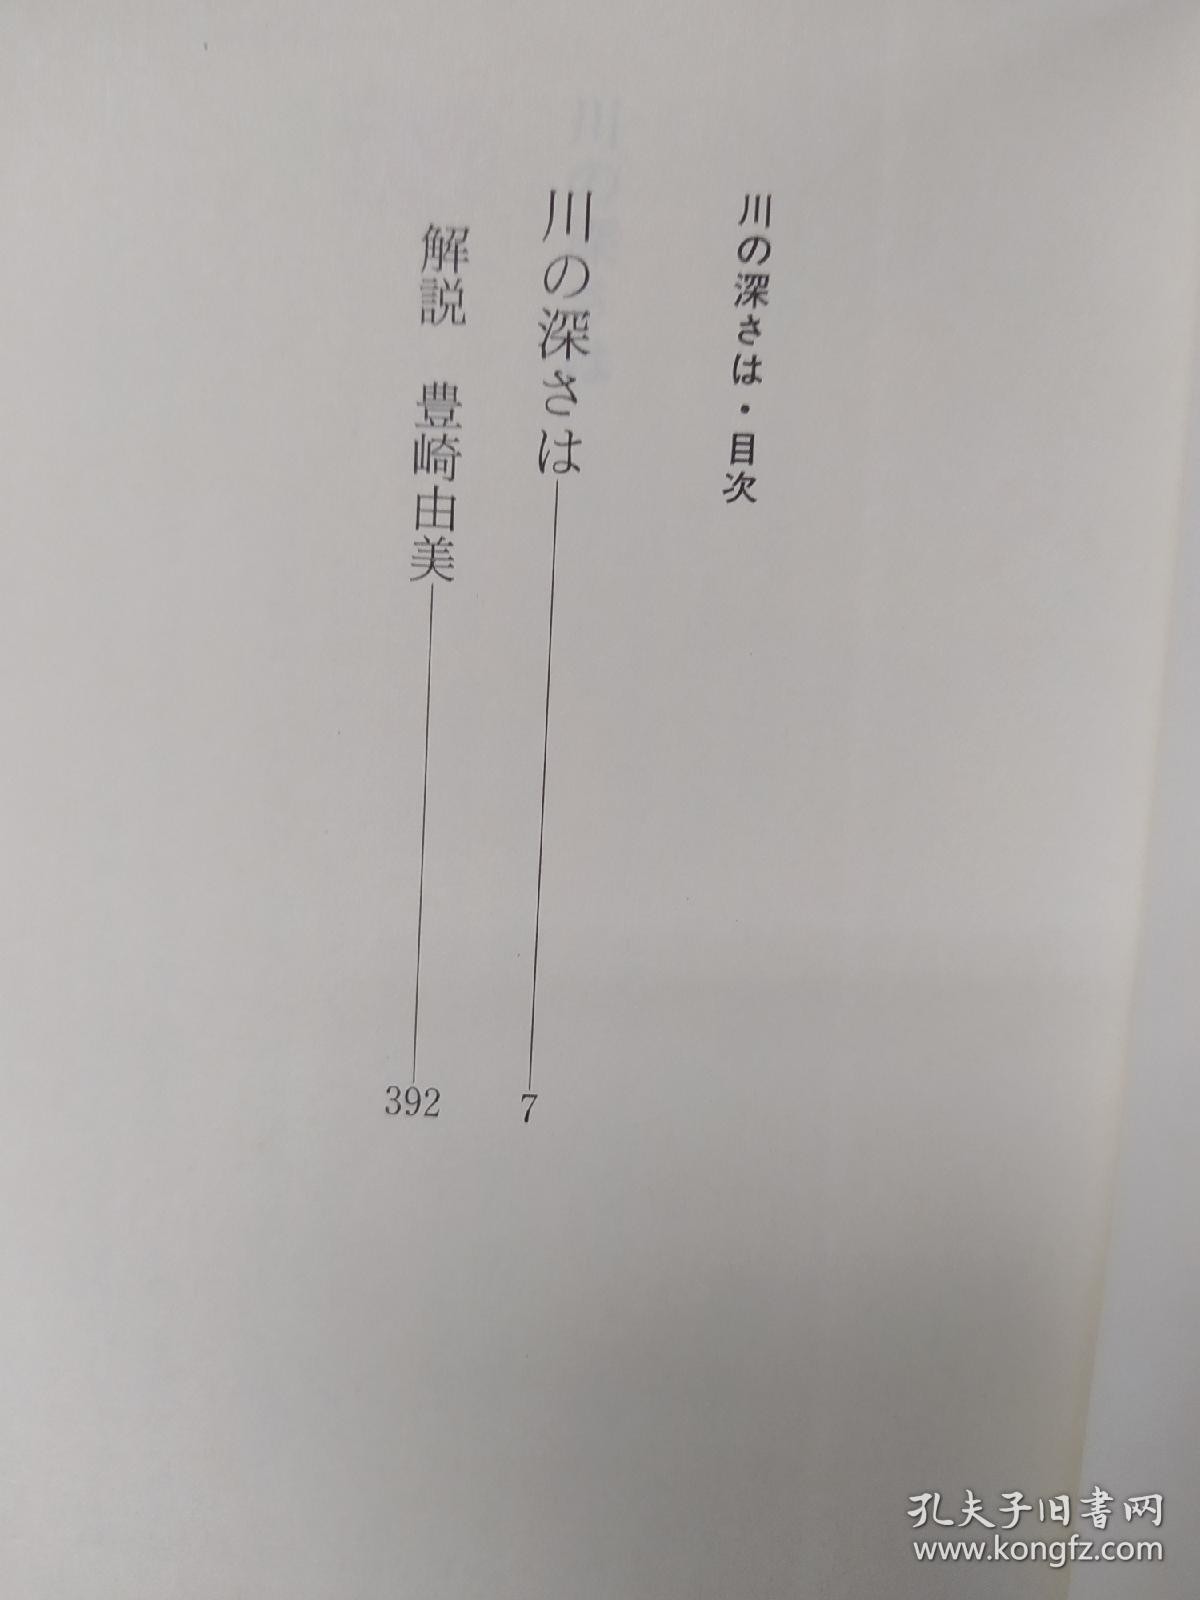 川の深さは・目次
川の深さは 7
解説 豊崎由美 392
孔夫子旧书网
www.kongfz.com